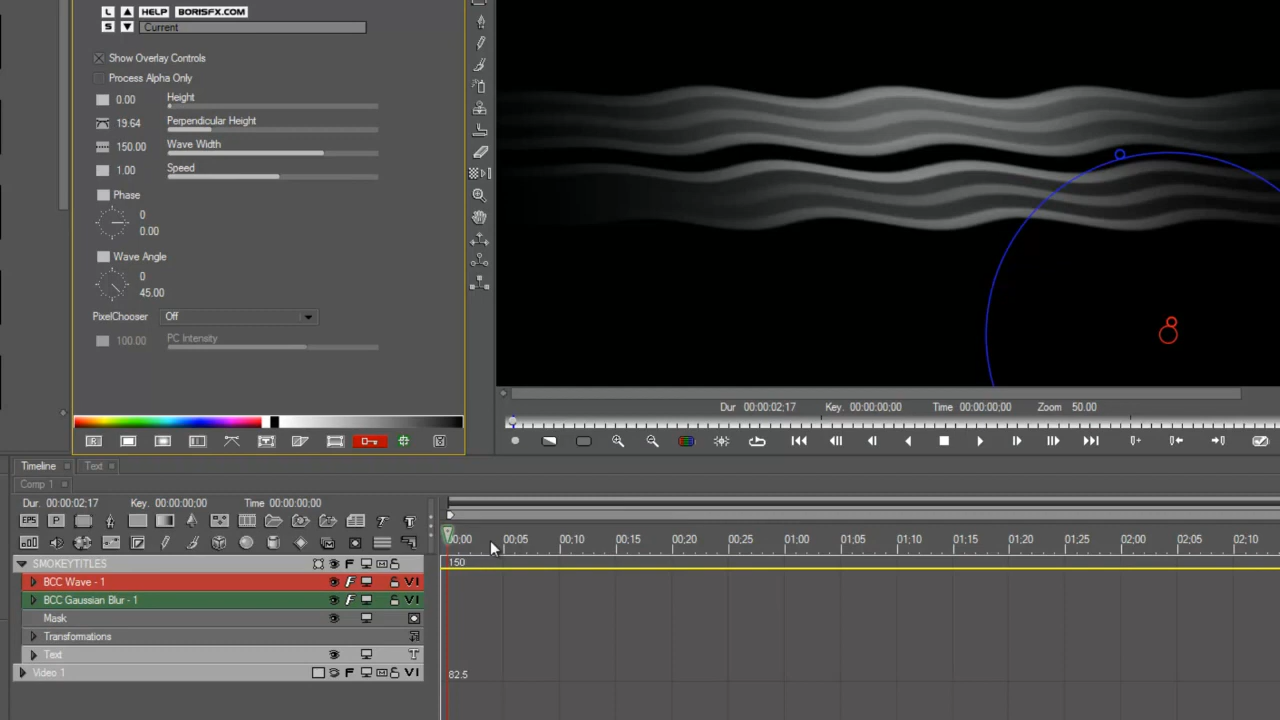 L HELP BORISFX.COM
S Current
Show Overlay Controls
Process Alpha Only
0.00 Height
19.64 Perpendicular Height
150.00 Wave Width
1.00 Speed
Phase
0
0.00
Wave Angle
0
45.00
PixelChooser Off
100.00 PC Intensity
Dur 00:00:02;17 Key. 00:00:00;00 Time 00:00:00;00 Zoom 50.00
Timeline Text
Comp 1
Dur. 00:00:02;17 Key. 00:00:00;00 Time 00:00:00;00
EPS P T T
00:00 00:05 00:10 00:15 00:20 00:25 01:00 01:05 01:10 01:15 01:20 01:25 02:00 02:05 02:10
SMOKEYTITLES F
150
BCC Wave - 1 F V I
BCC Gaussian Blur - 1 F V I
Mask
Transformations
Text T
Video 1 F V I
82.5